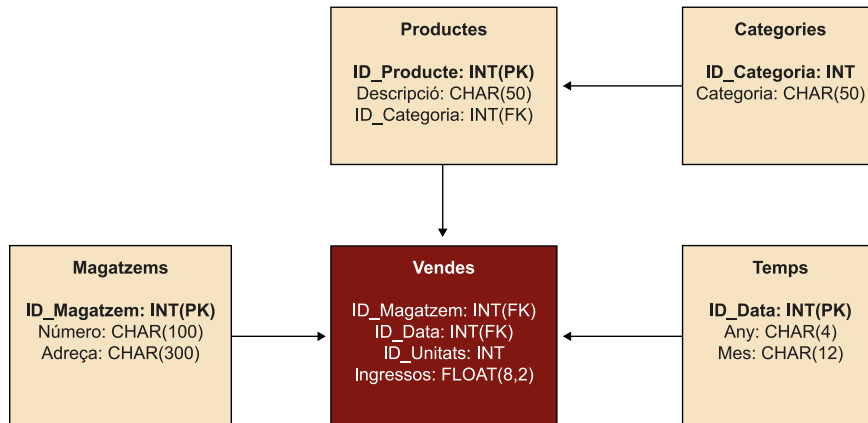 Productes
ID_Producte: INT(PK)
Descripció: CHAR(50)
ID_Categoria: INT(FK)
Categories
ID_Categoria: INT
Categoria: CHAR(50)
Magatzems
ID_Magatzem: INT(PK)
Número: CHAR(100)
Adreça: CHAR(300)
Vendes
ID_Magatzem: INT(FK)
ID_Data: INT(FK)
ID_Unitats: INT
Ingressos: FLOAT(8,2)
Temps
ID_Data: INT(PK)
Any: CHAR(4)
Mes: CHAR(12)